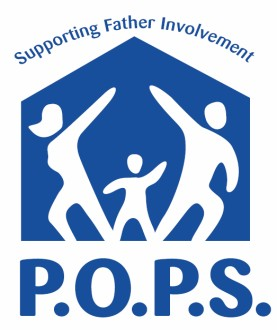 Supporting Father Involvement
P.O.P.S.